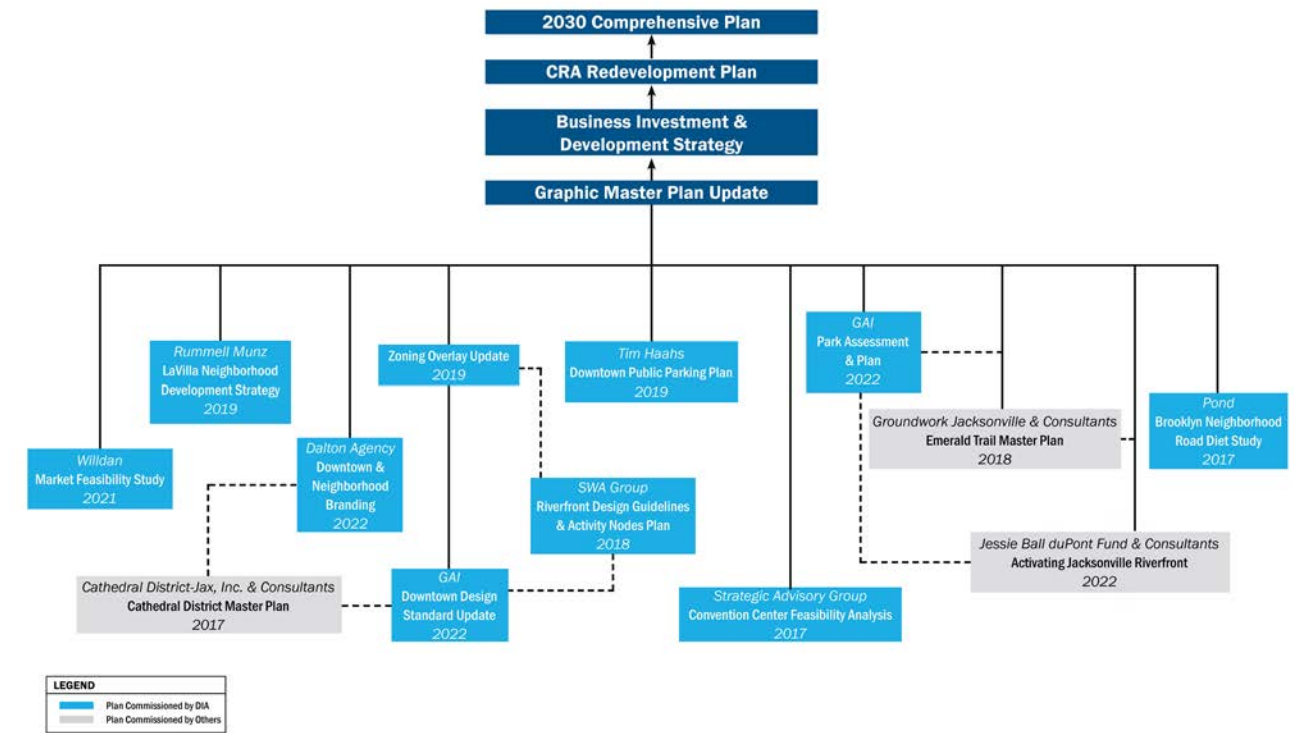 2030 Comprehensive Plan
CRA Redevelopment Plan
Business Investment &
Development Strategy
Graphic Master Plan Update
Willdan
Market Feasibility Study
2021
Rummell Munz
LaVilla Neighborhood
Development Strategy
2019
Dalton Agency
Downtown &
Neighborhood
Branding
2022
Cathedral District-Jax, Inc. & Consultants
Cathedral District Master Plan
2017
Zoning Overlay Update
2019
GAI
Downtown Design
Standard Update
2022
SWA Group
Riverfront Design Guidelines
& Activity Nodes Plan
2018
Tim Haahs
Downtown Public Parking Plan
2019
Strategic Advisory Group
Convention Center Feasibility Analysis
2017
GAI
Park Assessment
& Plan
2022
Groundwork Jacksonville & Consultants
Emerald Trail Master Plan
2018
Jessie Ball duPont Fund & Consultants
Activating Jacksonville Riverfront
2022
Pond
Brooklyn Neighborhood
Road Diet Study
2017
LEGEND
Plan Commissioned by DIA
Plan Commissioned by Others